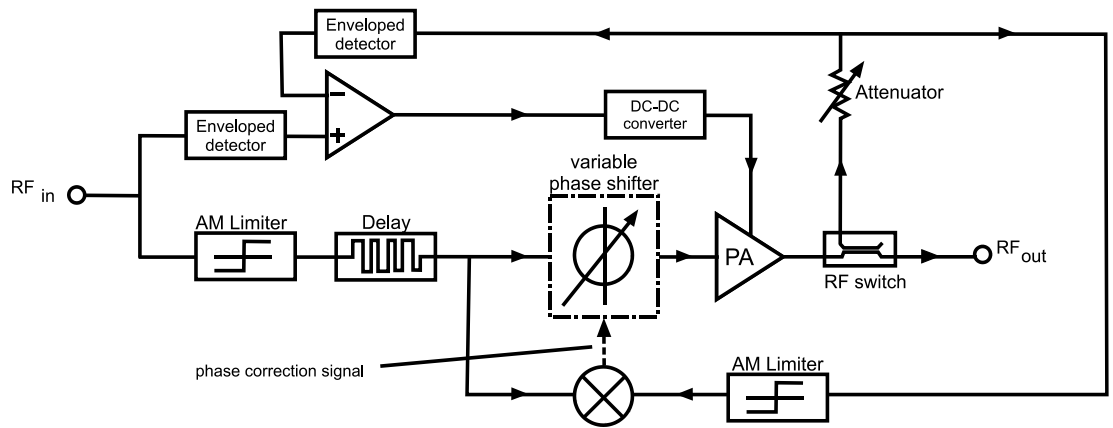 Enveloped
detector
Attenuator
DC-DC
converter
Enveloped
detector
variable
phase shifter
RF in
AM Limiter
Delay
PA
RF out
RF switch
phase correction signal
AM Limiter